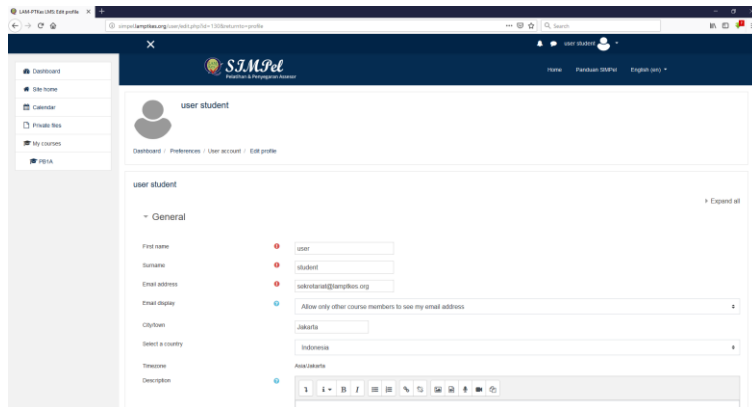 LAM-PTKes LMS: Edit profile
simpel.lamptkes.org/user/edit.php?id=130&returnto=profile
Search
user student
SIMPel
Pelatihan & Penyegaran Asesor
Home Panduan SIMPel English (en)
Dashboard
Site home
Calendar
Private files
My courses
PB1A
user student
Dashboard / Preferences / User account / Edit profile
user student
Expand all
General
First name user
Surname student
Email address sekretariat@lamptkes.org
Email display Allow only other course members to see my email address
City/town Jakarta
Select a country Indonesia
Timezone Asia/Jakarta
Description